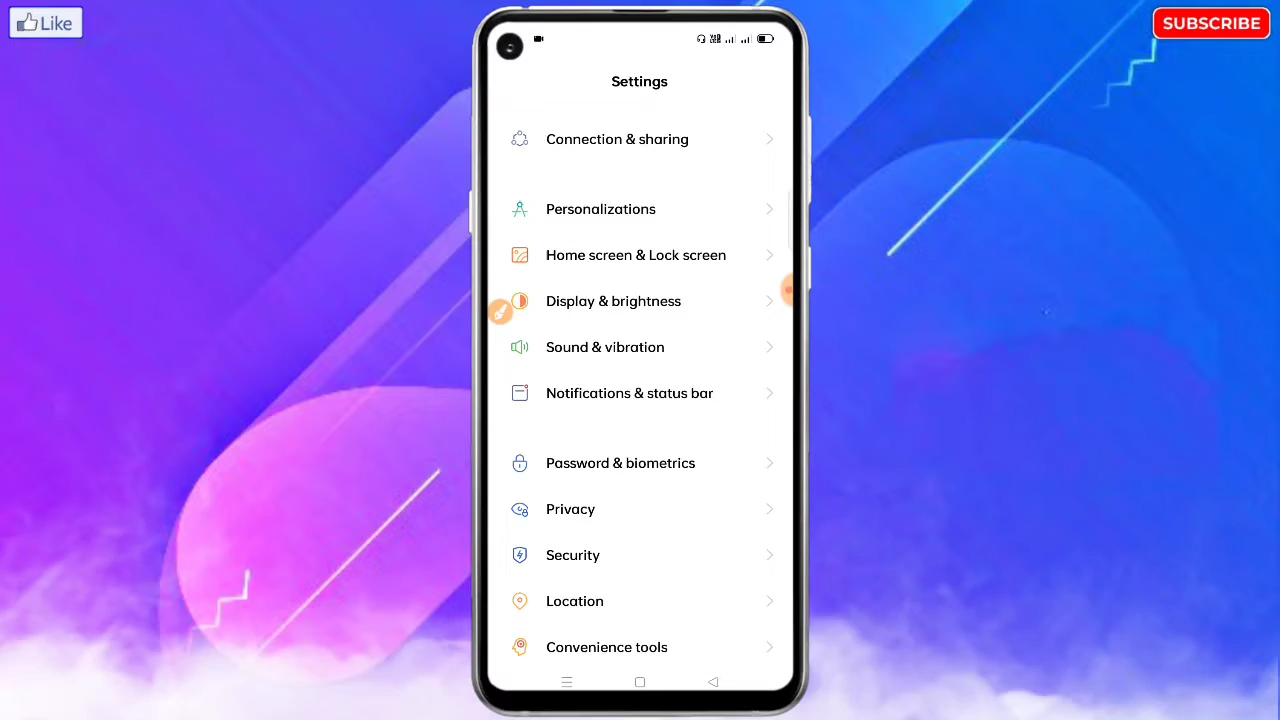 Like
SUBSCRIBE
Settings
Connection & sharing
Personalizations
Home screen & Lock screen
Display & brightness
Sound & vibration
Notifications & status bar
Password & biometrics
Privacy
Security
Location
Convenience tools